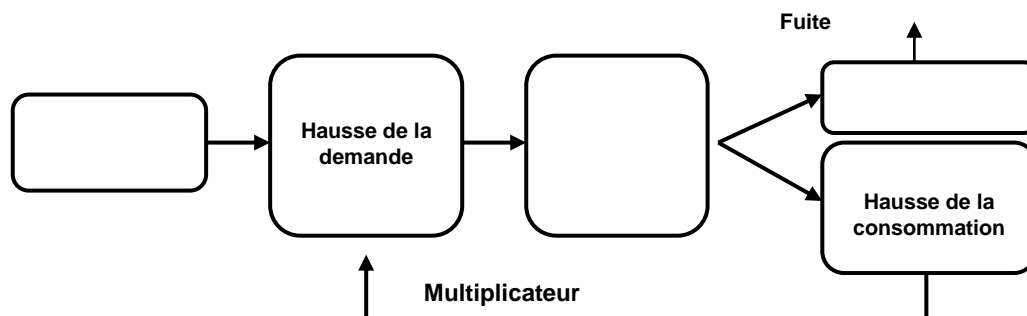 Fuite
Hausse de la
demande
Hausse de la
consommation
Multiplicateur